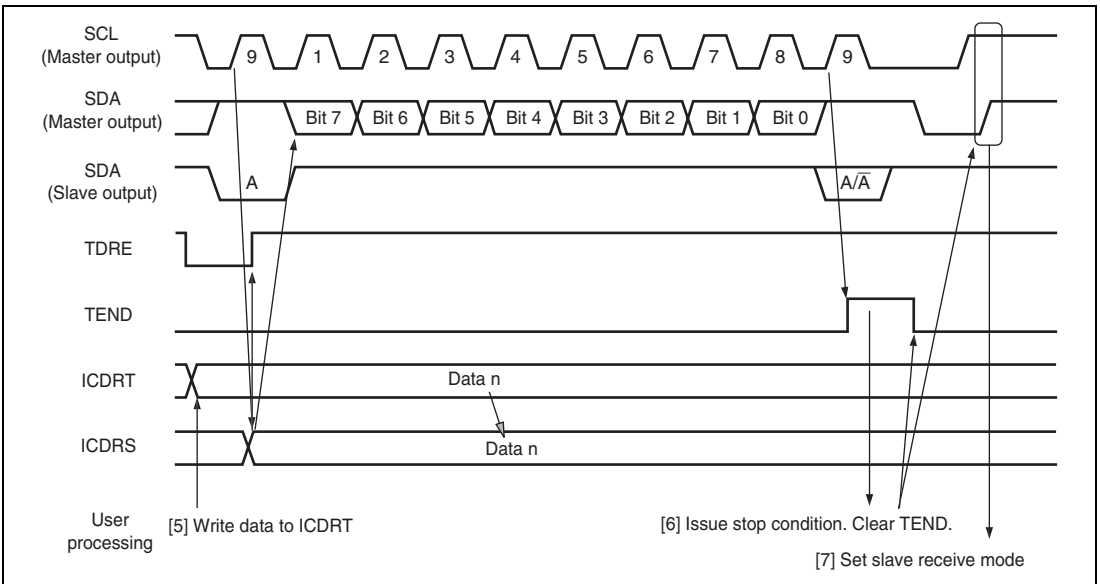 SCL
(Master output)
9 1 2 3 4 5 6 7 8 9
SDA
(Master output)
Bit 7 Bit 6 Bit 5 Bit 4 Bit 3 Bit 2 Bit 1 Bit 0
SDA
(Slave output)
A A/A̅
TDRE
TEND
ICDRT
Data n
ICDRS
Data n
User
processing
[5] Write data to ICDRT
[6] Issue stop condition. Clear TEND.
[7] Set slave receive mode